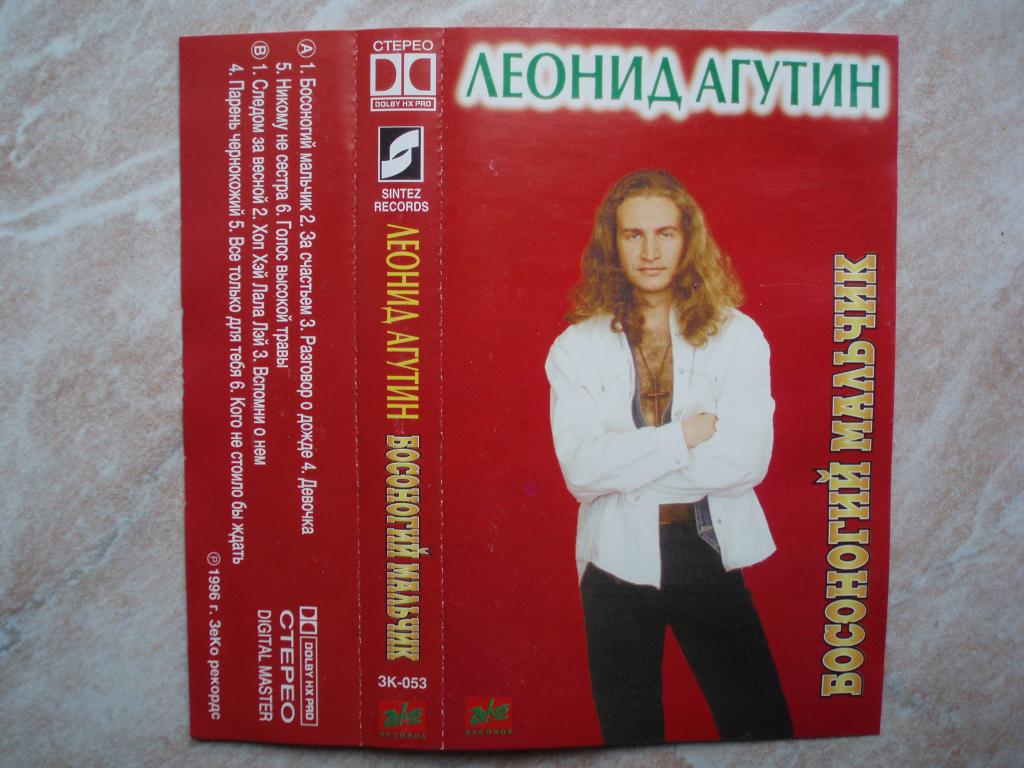 ЛЕОНИД АГУТИН
БОСОНОГИЙ МАЛЬЧИК
Zeko
RECORDS
СТЕРЕО
DOLBY HX PRO
SINTEZ
RECORDS
ЛЕОНИД АГУТИН БОСОНОГИЙ МАЛЬЧИК
ЗК-053
Zeko
RECORDS
Ⓐ 1. Босоногий мальчик 2. За счастьем 3. Разговор о дожде 4. Девочка
5. Никому не сестра 6. Голос высокой травы
Ⓑ 1. Следом за весной 2. Хоп Хэй Лала Лэй 3. Вспомни о нем
4. Парень чернокожий 5. Все только для тебя 6. Кого не стоило бы ждать
DOLBY HX PRO
СТЕРЕО
DIGITAL MASTER
℗ 1996 г. ЗеКо рекордс